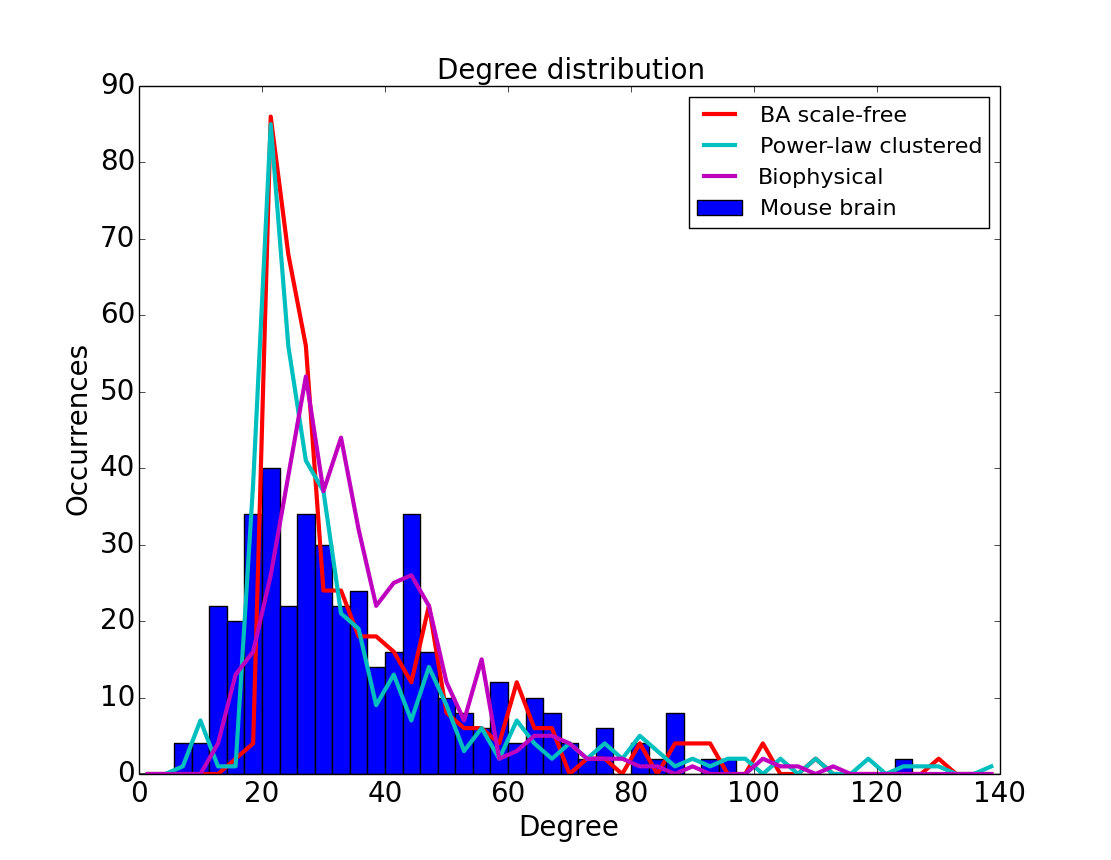 Degree distribution
90
80
70
60
50
40
30
20
10
0
Occurrences
BA scale-free
Power-law clustered
Biophysical
Mouse brain
0 20 40 60 80 100 120 140
Degree